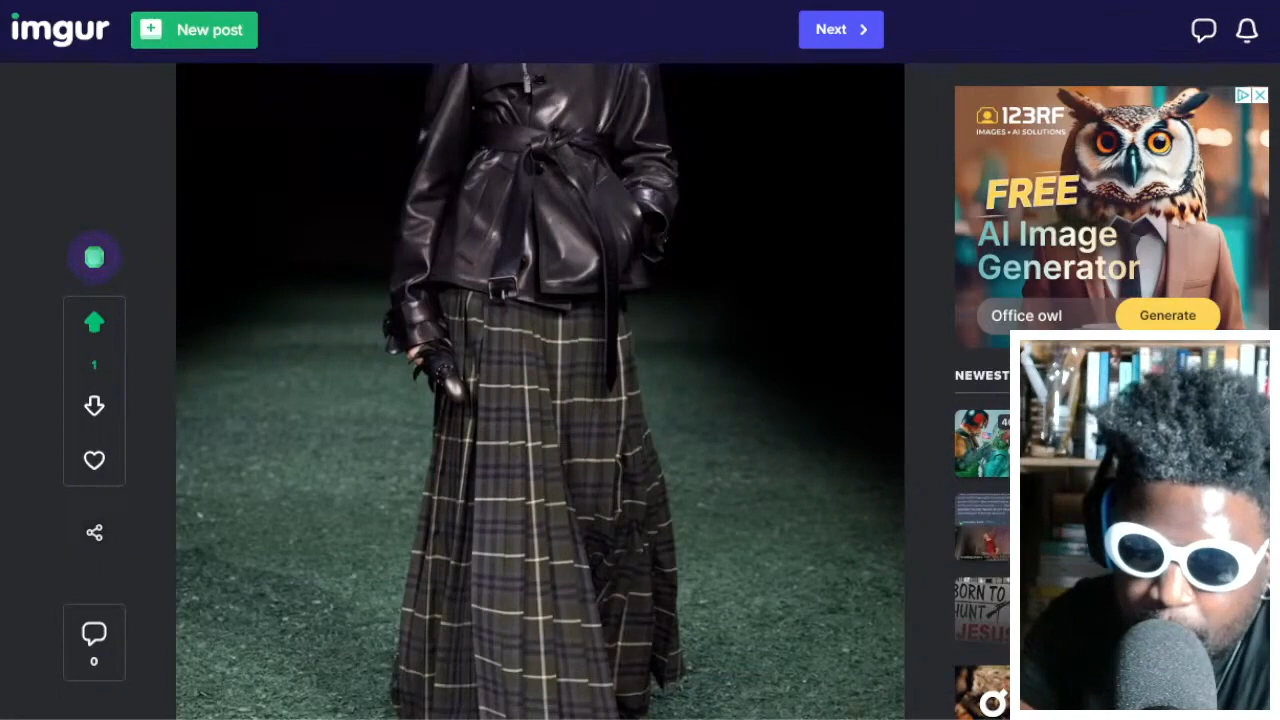 imgur
New post
Next
123RF
IMAGES + AI SOLUTIONS
FREE
AI Image
Generator
Office owl
Generate
1
NEWEST
BORN TO
HUNT
JESUS
0